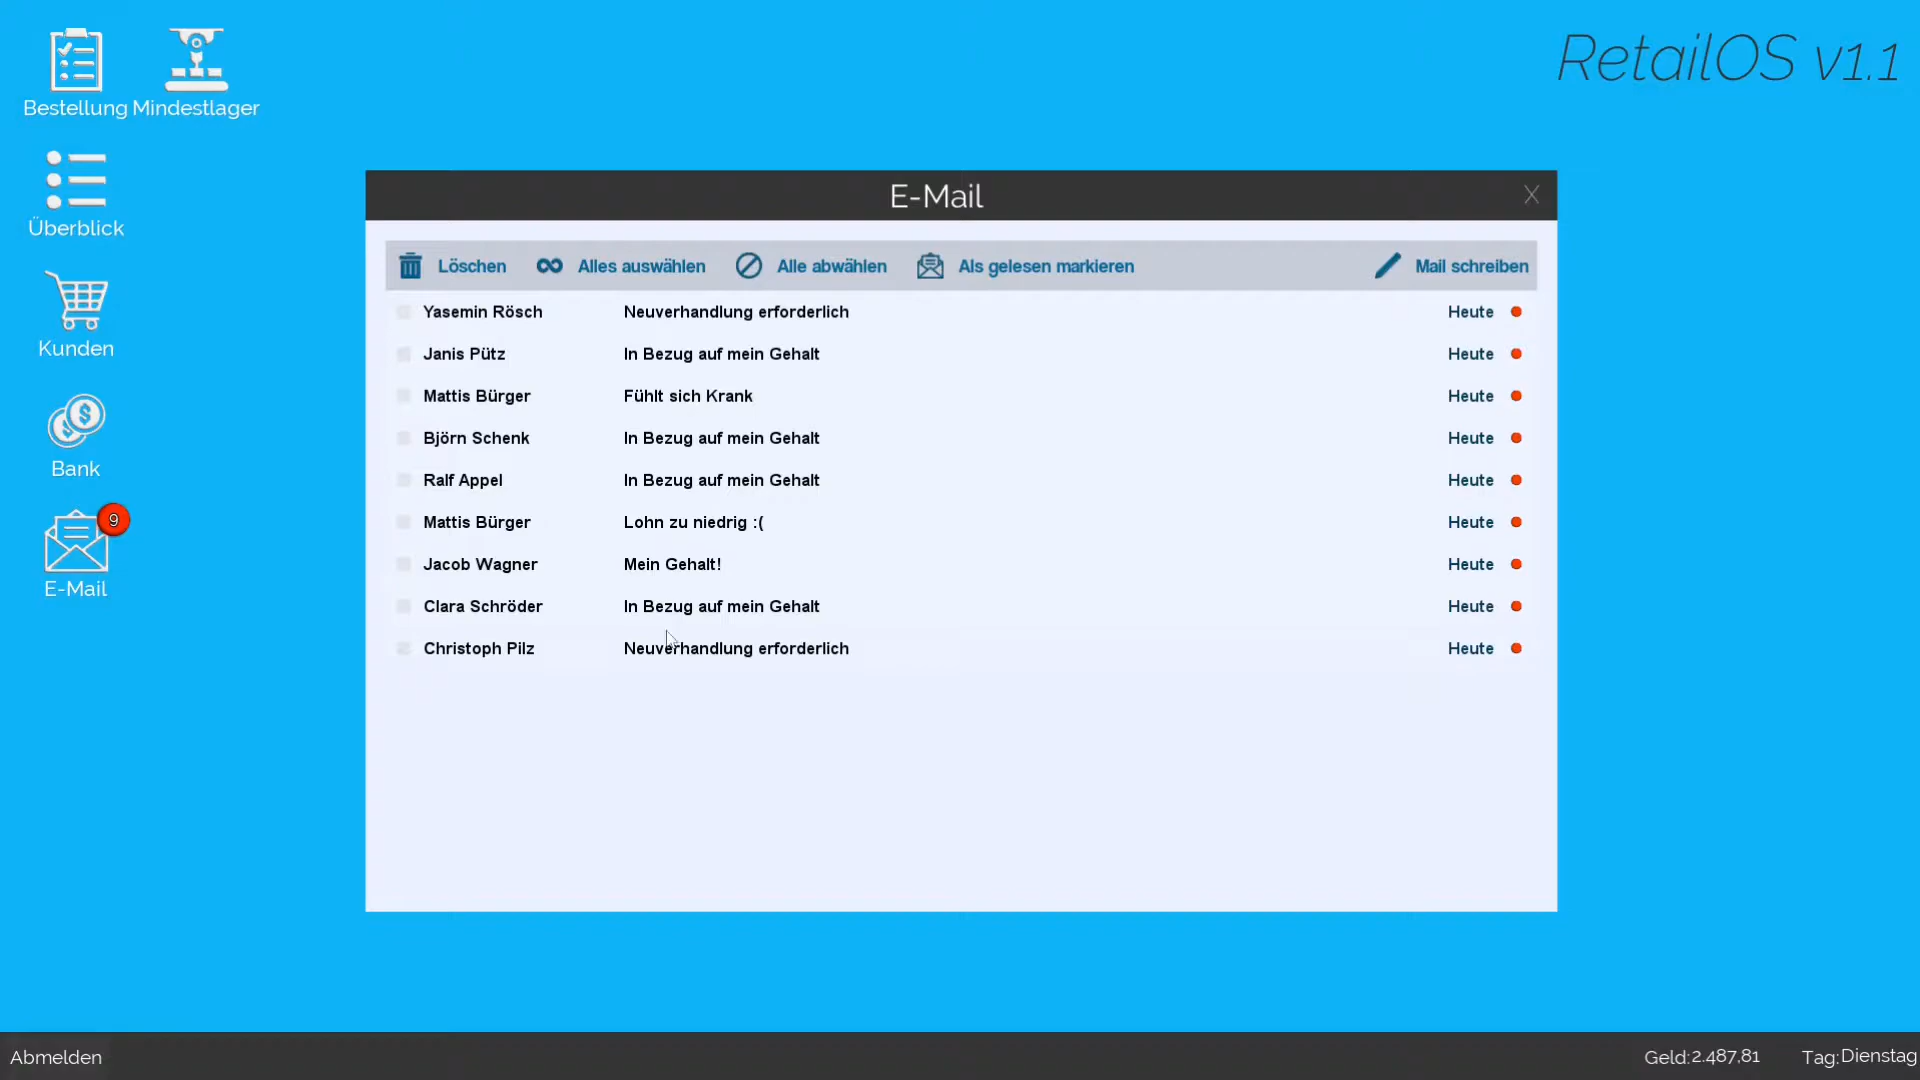 RetailOS v1.1
Bestellung Mindestlager
Überblick
Kunden
Bank
9
E-Mail
E-Mail X
Löschen Alles auswählen Alle abwählen Als gelesen markieren Mail schreiben
Yasemin Rösch Neuverhandlung erforderlich Heute
Janis Pütz In Bezug auf mein Gehalt Heute
Mattis Bürger Fühlt sich Krank Heute
Björn Schenk In Bezug auf mein Gehalt Heute
Ralf Appel In Bezug auf mein Gehalt Heute
Mattis Bürger Lohn zu niedrig :( Heute
Jacob Wagner Mein Gehalt! Heute
Clara Schröder In Bezug auf mein Gehalt Heute
Christoph Pilz Neuverhandlung erforderlich Heute
Abmelden Geld:2.487,81 Tag:Dienstag